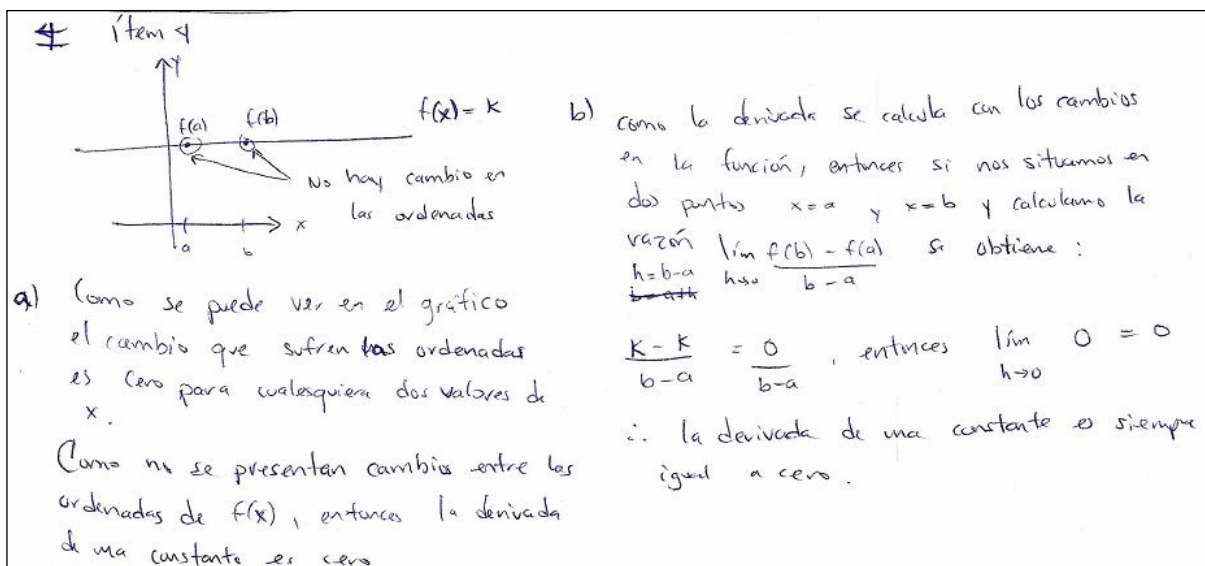 4 ítem 4
y
f(a) f(b) f(x) = K
No hay cambio en
las ordenadas
x
a b
a) Como se puede ver en el gráfico
el cambio que sufren las ordenadas
es cero para cualesquiera dos valores de
x.
Como no se presentan cambios entre las
ordenadas de f(x), entonces la derivada
de una constante es cero
b) como la derivada se calcula con los cambios
en la función, entonces si nos situamos en
dos puntos x=a y x=b y calculamo la
razón lím f(b) - f(a) / b - a se obtiene:
h=b-a h→0
b=a+h
K - K / b - a = 0 / b-a , entonces lím h→0 0 = 0
∴ la derivada de una constante es siempre
igual a cero.